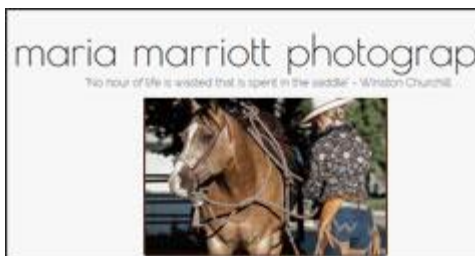 maria marriott photograp
"No hour of life is wasted that is spent in the saddle" - Winston Churchill